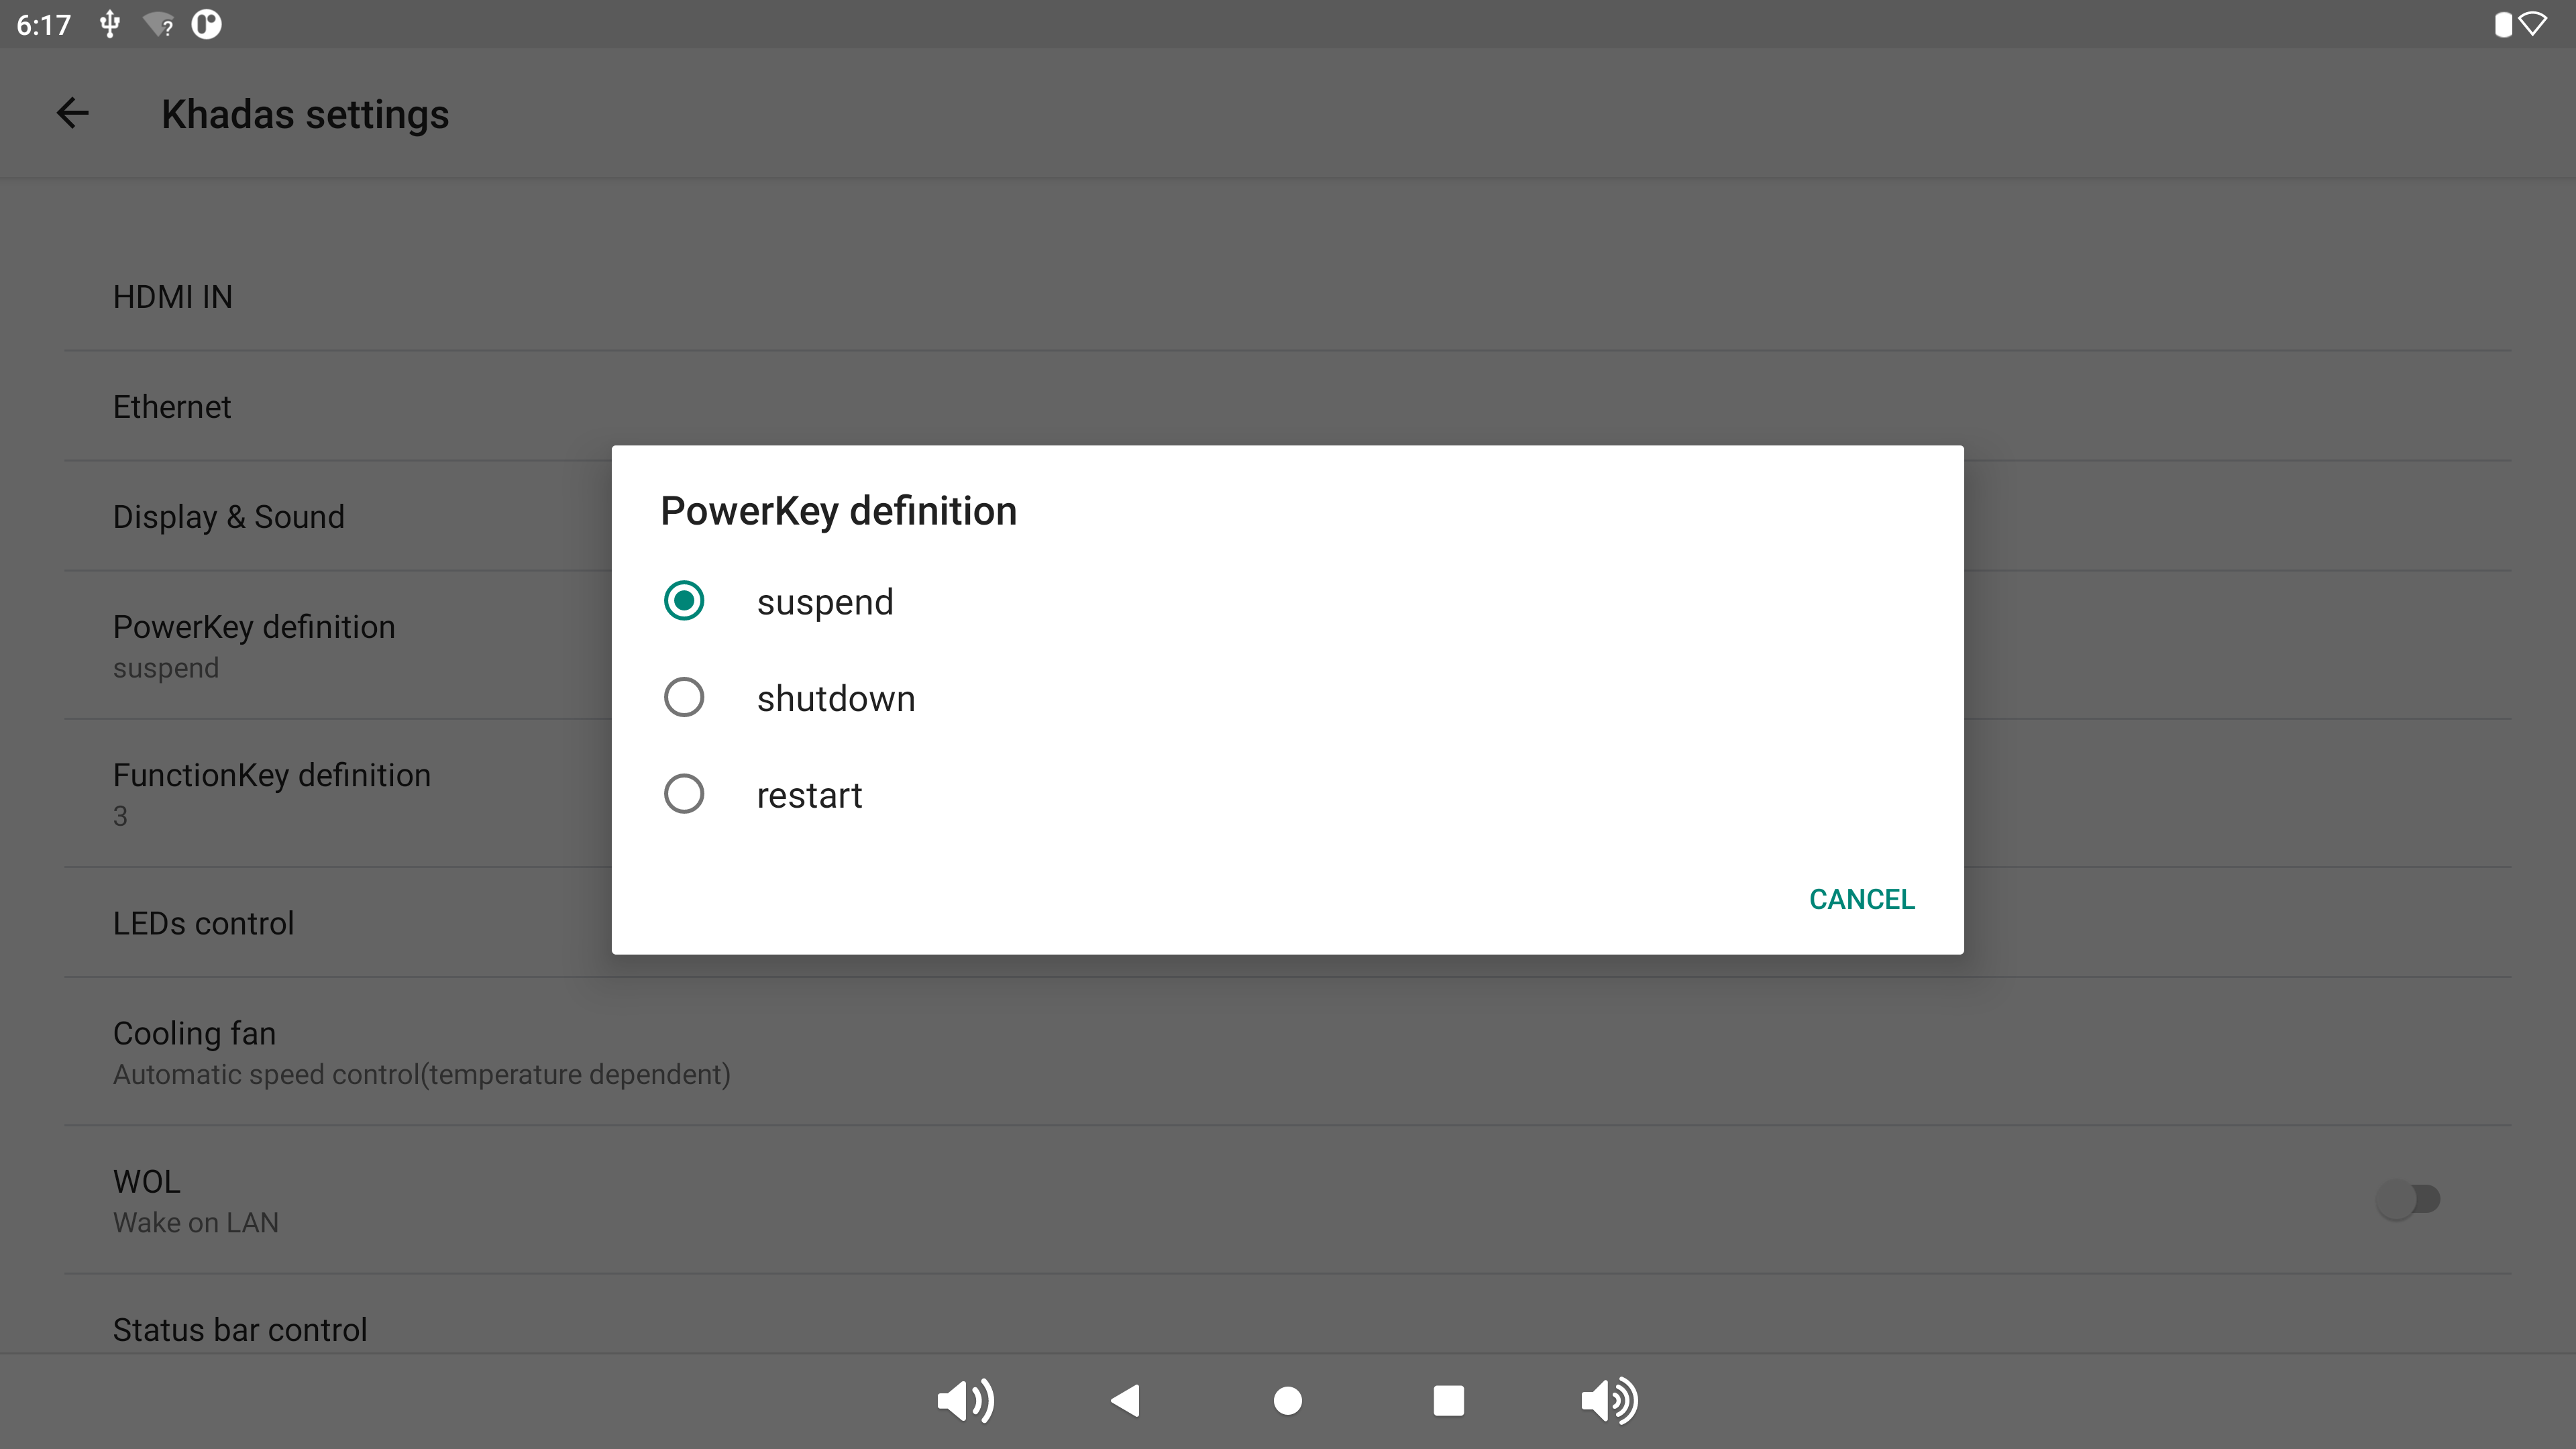 6:17
Khadas settings
HDMI IN
Ethernet
Display & Sound
PowerKey definition
suspend
FunctionKey definition
3
LEDs control
Cooling fan
Automatic speed control(temperature dependent)
WOL
Wake on LAN
Status bar control
PowerKey definition
suspend
shutdown
restart
CANCEL